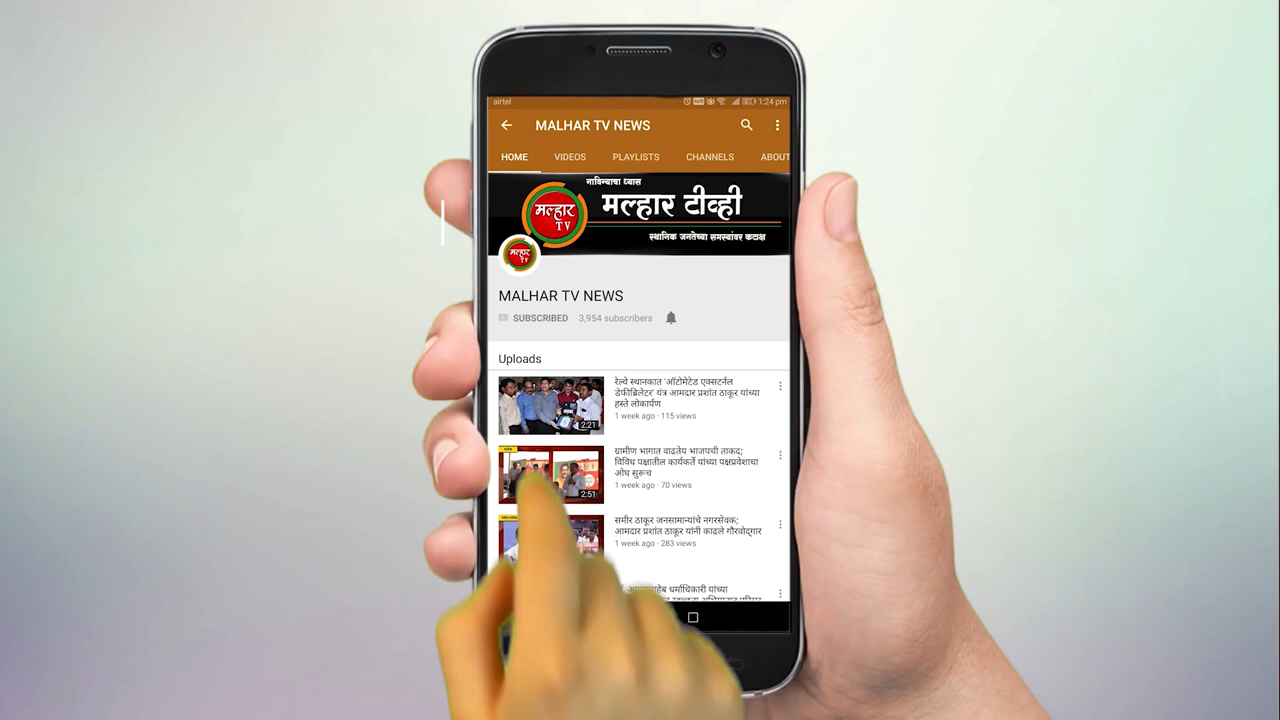 airtel 1:24 pm
MALHAR TV NEWS
HOME VIDEOS PLAYLISTS CHANNELS ABOUT
नाविन्याचा ध्यास
मल्हार टीव्ही
मल्हार
TV
स्थानिक जनतेच्या समस्यांवर कटाक्ष
मल्हार
TV
MALHAR TV NEWS
SUBSCRIBED 3,954 subscribers
Uploads
रेल्वे स्थानकात 'ऑटोमेटेड एक्सटर्नल
डेफीब्रिलेटर' यंत्र आमदार प्रशांत ठाकूर यांच्या
हस्ते लोकार्पण
1 week ago · 115 views
2:21
ग्रामीण भागात वाढतेय भाजपची ताकद;
विविध पक्षातील कार्यकर्ते यांच्या पक्षप्रवेशाचा
ओघ सुरूच
1 week ago · 70 views
2:51
समीर ठाकूर जनसामान्यांचे नगरसेवक;
आमदार प्रशांत ठाकूर यांनी काढले गौरवोद्गार
1 week ago · 283 views
धर्माधिकारी यांच्या